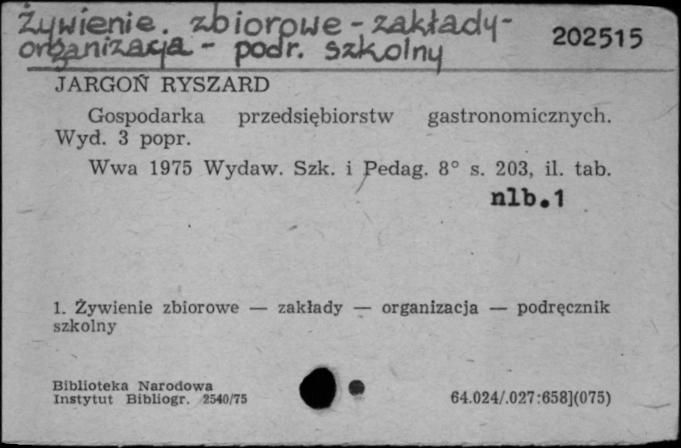 Żywienie. zbiorowe - zakłady-
organizacja - podr. szkolny
202515
JARGOŃ RYSZARD
Gospodarka przedsiębiorstw gastronomicznych.
Wyd. 3 popr.
Wwa 1975 Wydaw. Szk. i Pedag. 8° s. 203, il. tab.
nlb.1
1. Żywienie zbiorowe — zakłady — organizacja — podręcznik
szkolny
Biblioteka Narodowa
Instytut Bibliogr. 2540/75
64.024/.027:658](075)